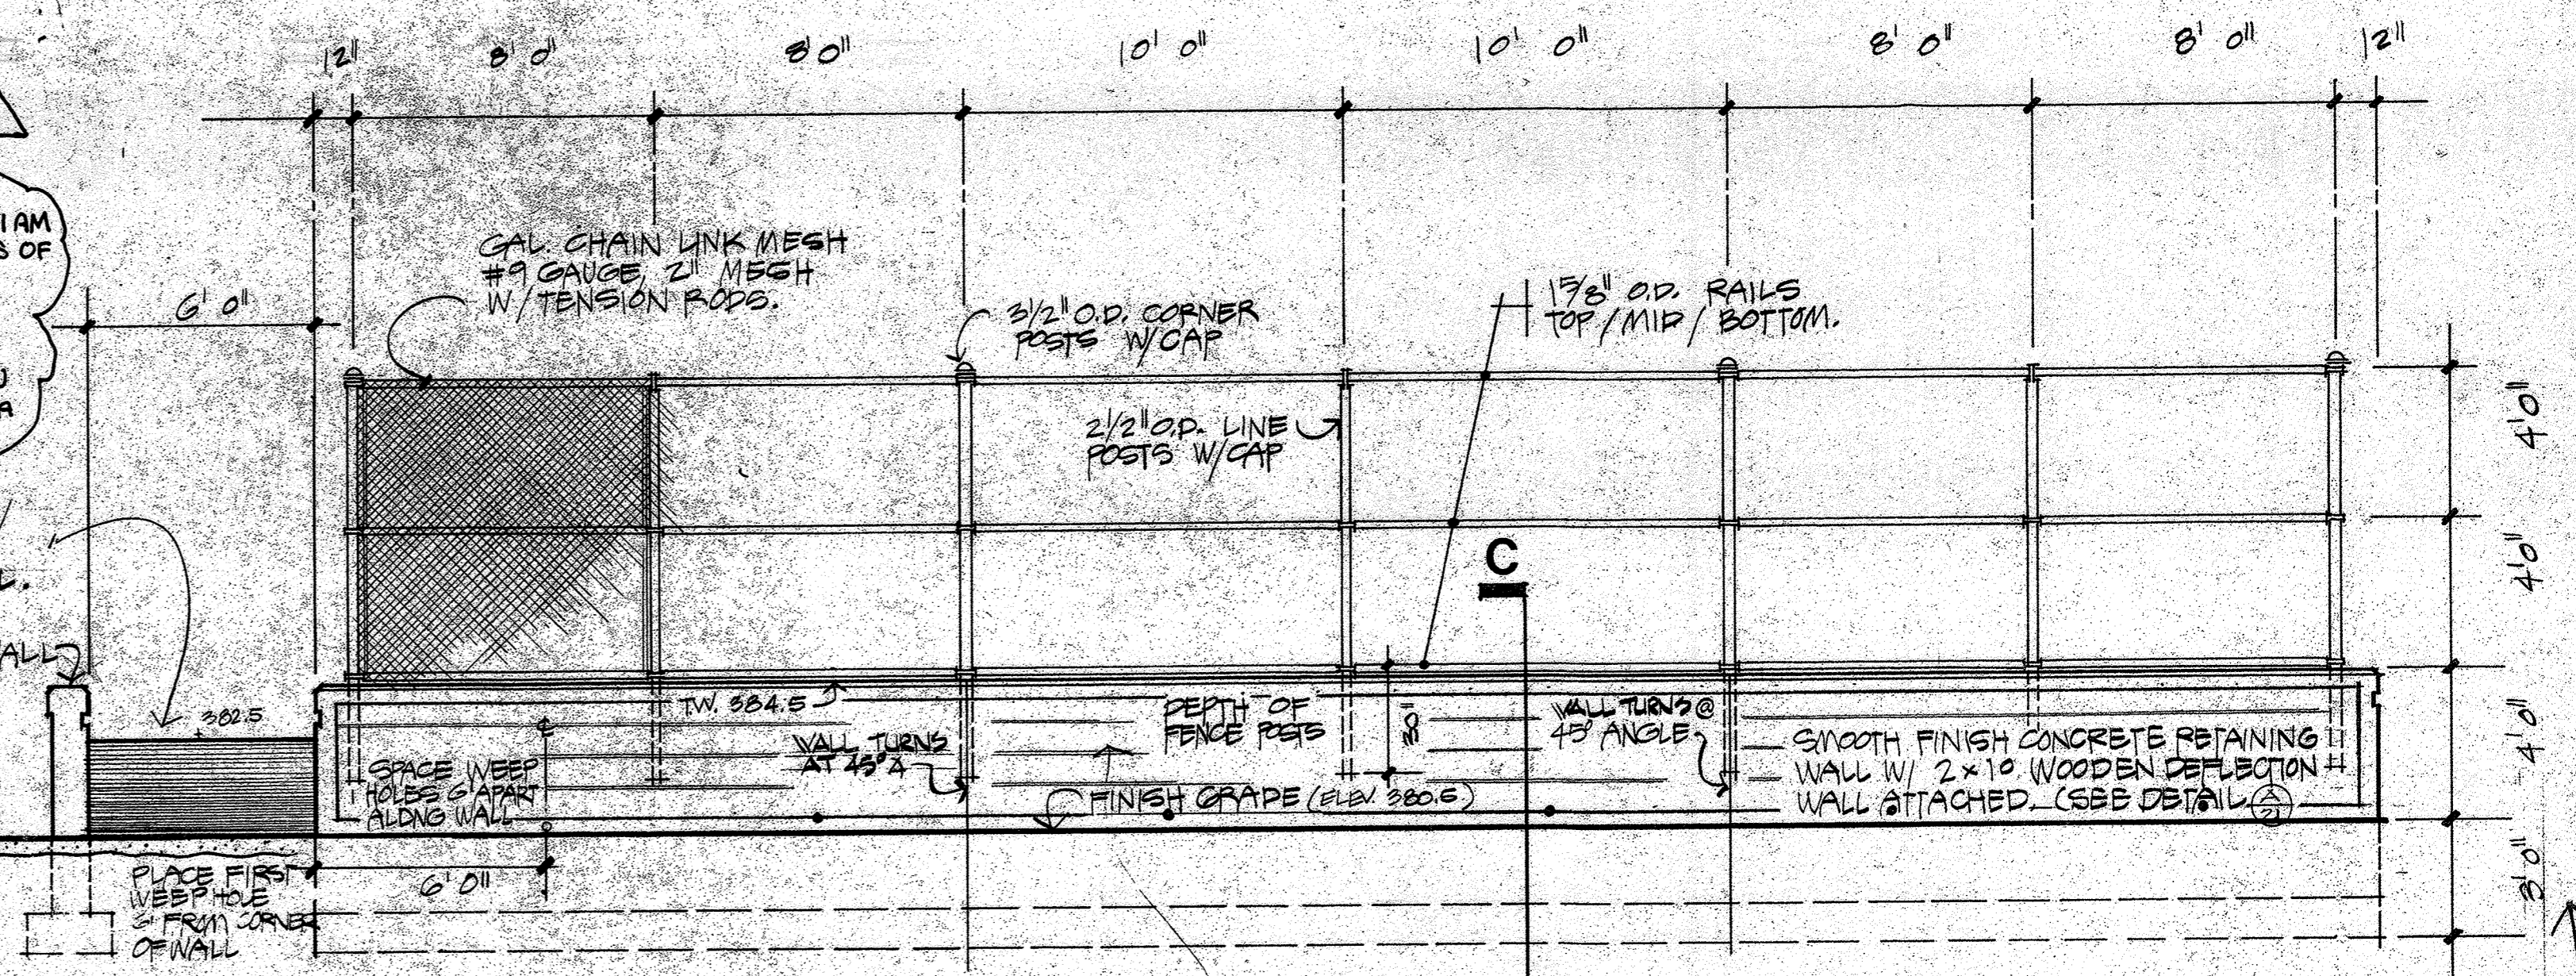 12" 8' 0" 8' 0" 10' 0" 10' 0" 8' 0" 8' 0" 12"
I AM
S OF
6' 0"
GAL. CHAIN LINK MESH
#9 GAUGE, 2" MESH
W/TENSION RODS.
3 1/2" O.D. CORNER
POSTS W/CAP
1 5/8" O.D. RAILS
TOP/MID/BOTTOM.
2 1/2" O.D. LINE
POSTS W/CAP
4' 0"
4' 0"
4' 0"
3' 0"
C
L.
ALL
382.5
T.W. 384.5
DEPTH OF
FENCE POSTS
30"
WALL TURNS
AT 45°
WALL TURNS @
45° ANGLE
SPACE WEEP
HOLES 6' APART
ALONG WALL
FINISH GRADE (ELEV. 380.5)
SMOOTH FINISH CONCRETE RETAINING
WALL W/ 2x10 WOODEN DEFLECTION
WALL ATTACHED. (SEE DETAIL
21
PLACE FIRST
WEEP HOLE
FROM CORNER
OF WALL
6' 0"